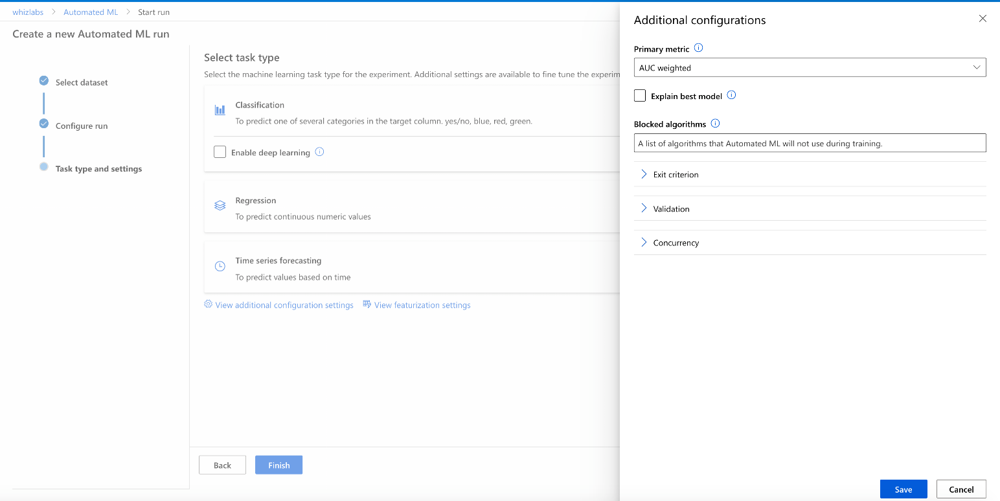 whizlabs > Automated ML > Start run
Create a new Automated ML run
Select dataset
Configure run
Task type and settings
Select task type
Select the machine learning task type for the experiment. Additional settings are available to fine tune the experim
Classification
To predict one of several categories in the target column. yes/no, blue, red, green.
Enable deep learning
Regression
To predict continuous numeric values
Time series forecasting
To predict values based on time
View additional configuration settings View featurization settings
Back Finish
Additional configurations
Primary metric
AUC weighted
Explain best model
Blocked algorithms
A list of algorithms that Automated ML will not use during training.
Exit criterion
Validation
Concurrency
Save Cancel